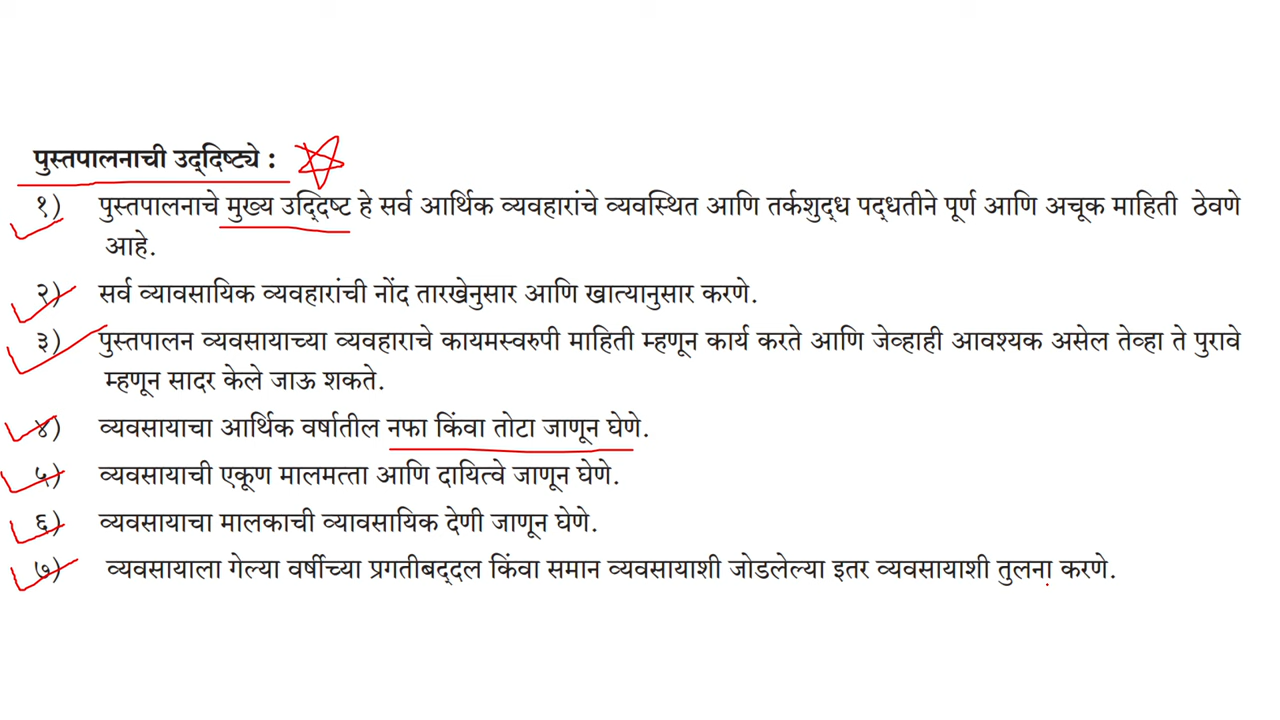 पुस्तपालनाची उद्‌दिष्ट्ये :
१) पुस्तपालनाचे मुख्य उद्‌दिष्ट हे सर्व आर्थिक व्यवहारांचे व्यवस्थित आणि तर्कशुद्ध पद्धतीने पूर्ण आणि अचूक माहिती ठेवणे
आहे.
२) सर्व व्यावसायिक व्यवहारांची नोंद तारखेनुसार आणि खात्यानुसार करणे.
३) पुस्तपालन व्यवसायाच्या व्यवहाराचे कायमस्वरुपी माहिती म्हणून कार्य करते आणि जेव्हाही आवश्यक असेल तेव्हा ते पुरावे
म्हणून सादर केले जाऊ शकते.
४) व्यवसायाचा आर्थिक वर्षातील नफा किंवा तोटा जाणून घेणे.
५) व्यवसायाची एकूण मालमत्ता आणि दायित्वे जाणून घेणे.
६) व्यवसायाचा मालकाची व्यावसायिक देणी जाणून घेणे.
७) व्यवसायाला गेल्या वर्षीच्या प्रगतीबद्दल किंवा समान व्यवसायाशी जोडलेल्या इतर व्यवसायाशी तुलना करणे.